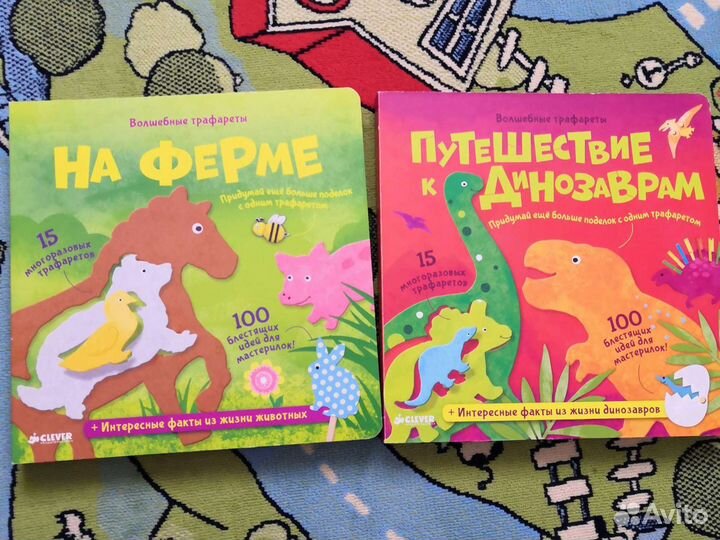 Волшебные трафареты
На ферме
Придумай ещё больше поделок
с одним трафаретом
15
многоразовых
трафаретов
100
блестящих
идей для
мастерилок!
+ Интересные факты из жизни животных
CLEVER
Волшебные трафареты
Путешествие
к динозаврам
Придумай ещё больше поделок с одним трафаретом
15
многоразовых
трафаретов
100
блестящих
идей для
мастерилок!
+ Интересные факты из жизни динозавров
CLEVER
Avito